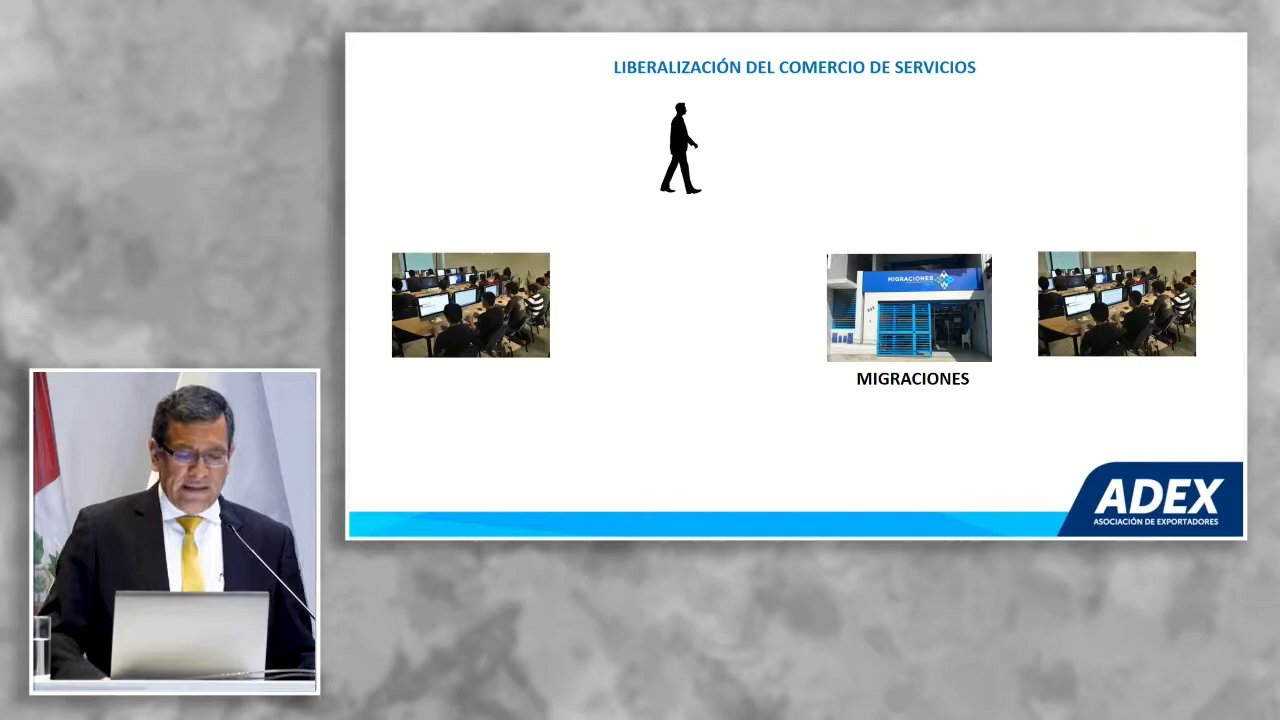 LIBERALIZACIÓN DEL COMERCIO DE SERVICIOS
MIGRACIONES
MIGRACIONES
ADEX
ASOCIACIÓN DE EXPORTADORES